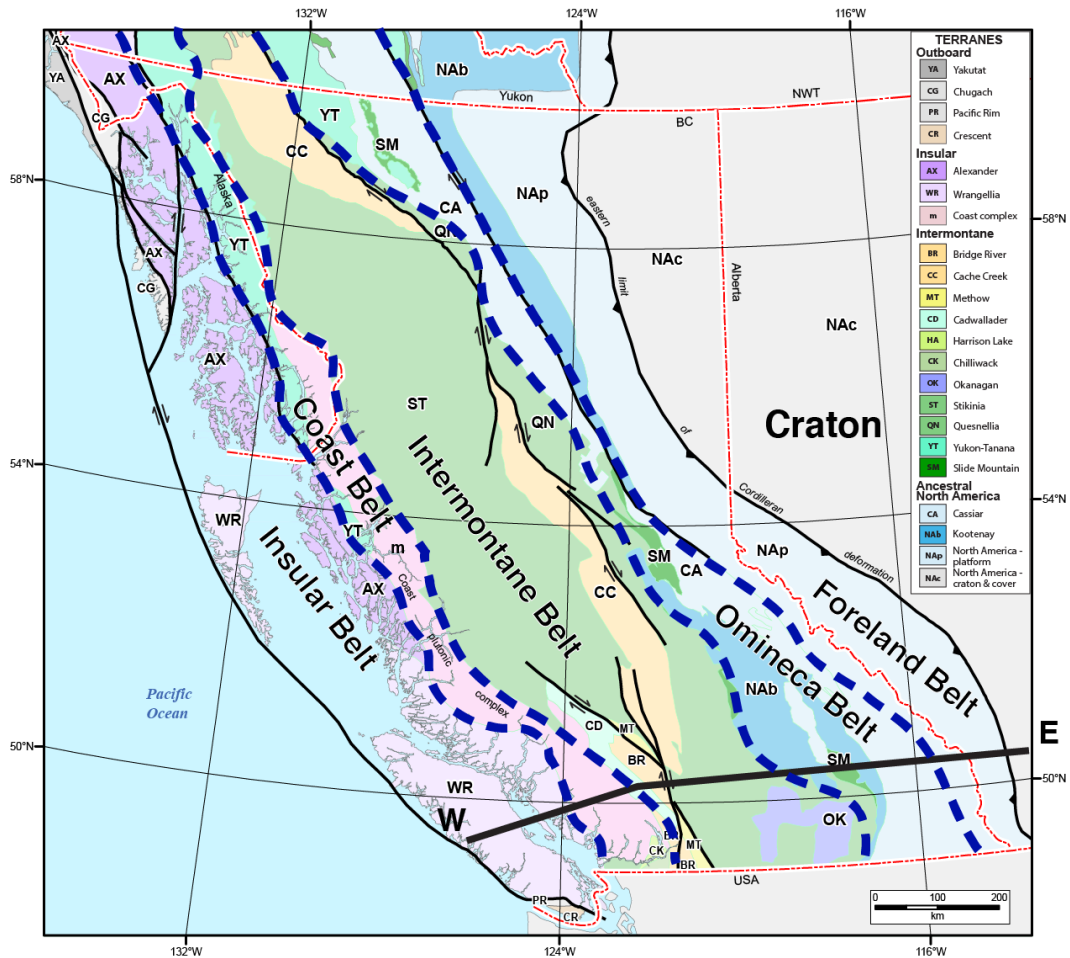 132°W
124°W
116°W
AX
YA
AX
CG
NAb
Yukon
NWT
BC
YT
SM
CC
58°N
Alaska
CA
QN
NAp
eastern
58°N
YT
AX
CG
NAc
limit
Alberta
NAc
AX
ST
QN
of
Craton
Coast Belt
Intermontane Belt
54°N
Cordilleran
54°N
WR
YT
m
Insular Belt
SM
CA
NAp
deformation
AX
Coast
plutonic
complex
CC
Omineca Belt
Foreland Belt
NAb
Pacific
Ocean
CD
MT
BR
E
50°N
SM
50°N
WR
W
OK
BR
CK
MT
BR
USA
PR
CR
0 100 200
km
132°W
124°W
116°W
TERRANES
Outboard
YA Yakutat
CG Chugach
PR Pacific Rim
CR Crescent
Insular
AX Alexander
WR Wrangellia
m Coast complex
Intermontane
BR Bridge River
CC Cache Creek
MT Methow
CD Cadwallader
HA Harrison Lake
CK Chilliwack
OK Okanagan
ST Stikinia
QN Quesnellia
YT Yukon-Tanana
SM Slide Mountain
Ancestral
North America
CA Cassiar
NAb Kootenay
NAp North America -
platform
NAc North America -
craton & cover